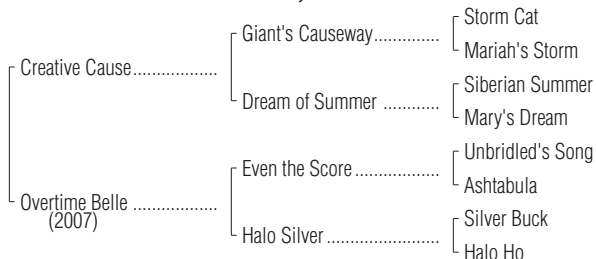 Storm Cat
Giant's Causeway..............
Mariah's Storm
Creative Cause..................
Siberian Summer
Dream of Summer ............
Mary's Dream
Unbridled's Song
Even the Score..................
Ashtabula
Overtime Belle ..................
(2007)
Silver Buck
Halo Silver........................
Halo Ho